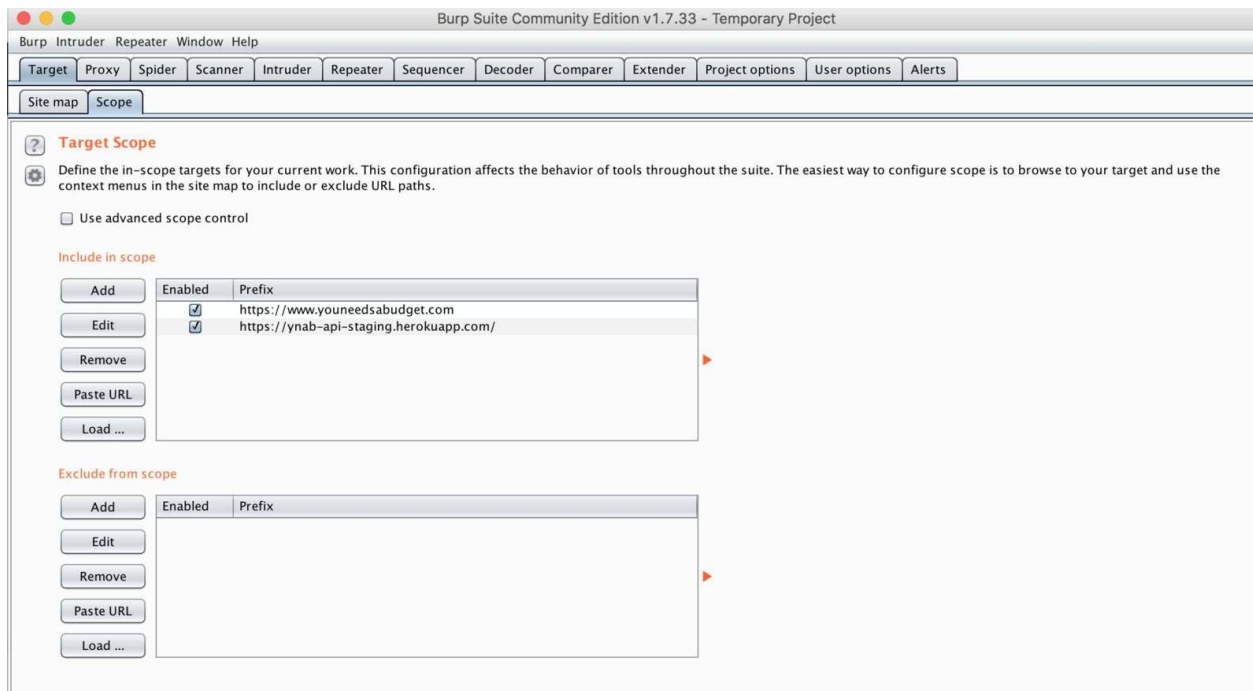 Burp Suite Community Edition v1.7.33 - Temporary Project
Burp Intruder Repeater Window Help
Target Proxy Spider Scanner Intruder Repeater Sequencer Decoder Comparer Extender Project options User options Alerts
Site map Scope
? Target Scope
Define the in-scope targets for your current work. This configuration affects the behavior of tools throughout the suite. The easiest way to configure scope is to browse to your target and use the
context menus in the site map to include or exclude URL paths.
Use advanced scope control
Include in scope
Add Enabled Prefix
https://www.youneedsabudget.com
Edit https://ynab-api-staging.herokuapp.com/
Remove
Paste URL
Load ...
Exclude from scope
Add Enabled Prefix
Edit
Remove
Paste URL
Load ...